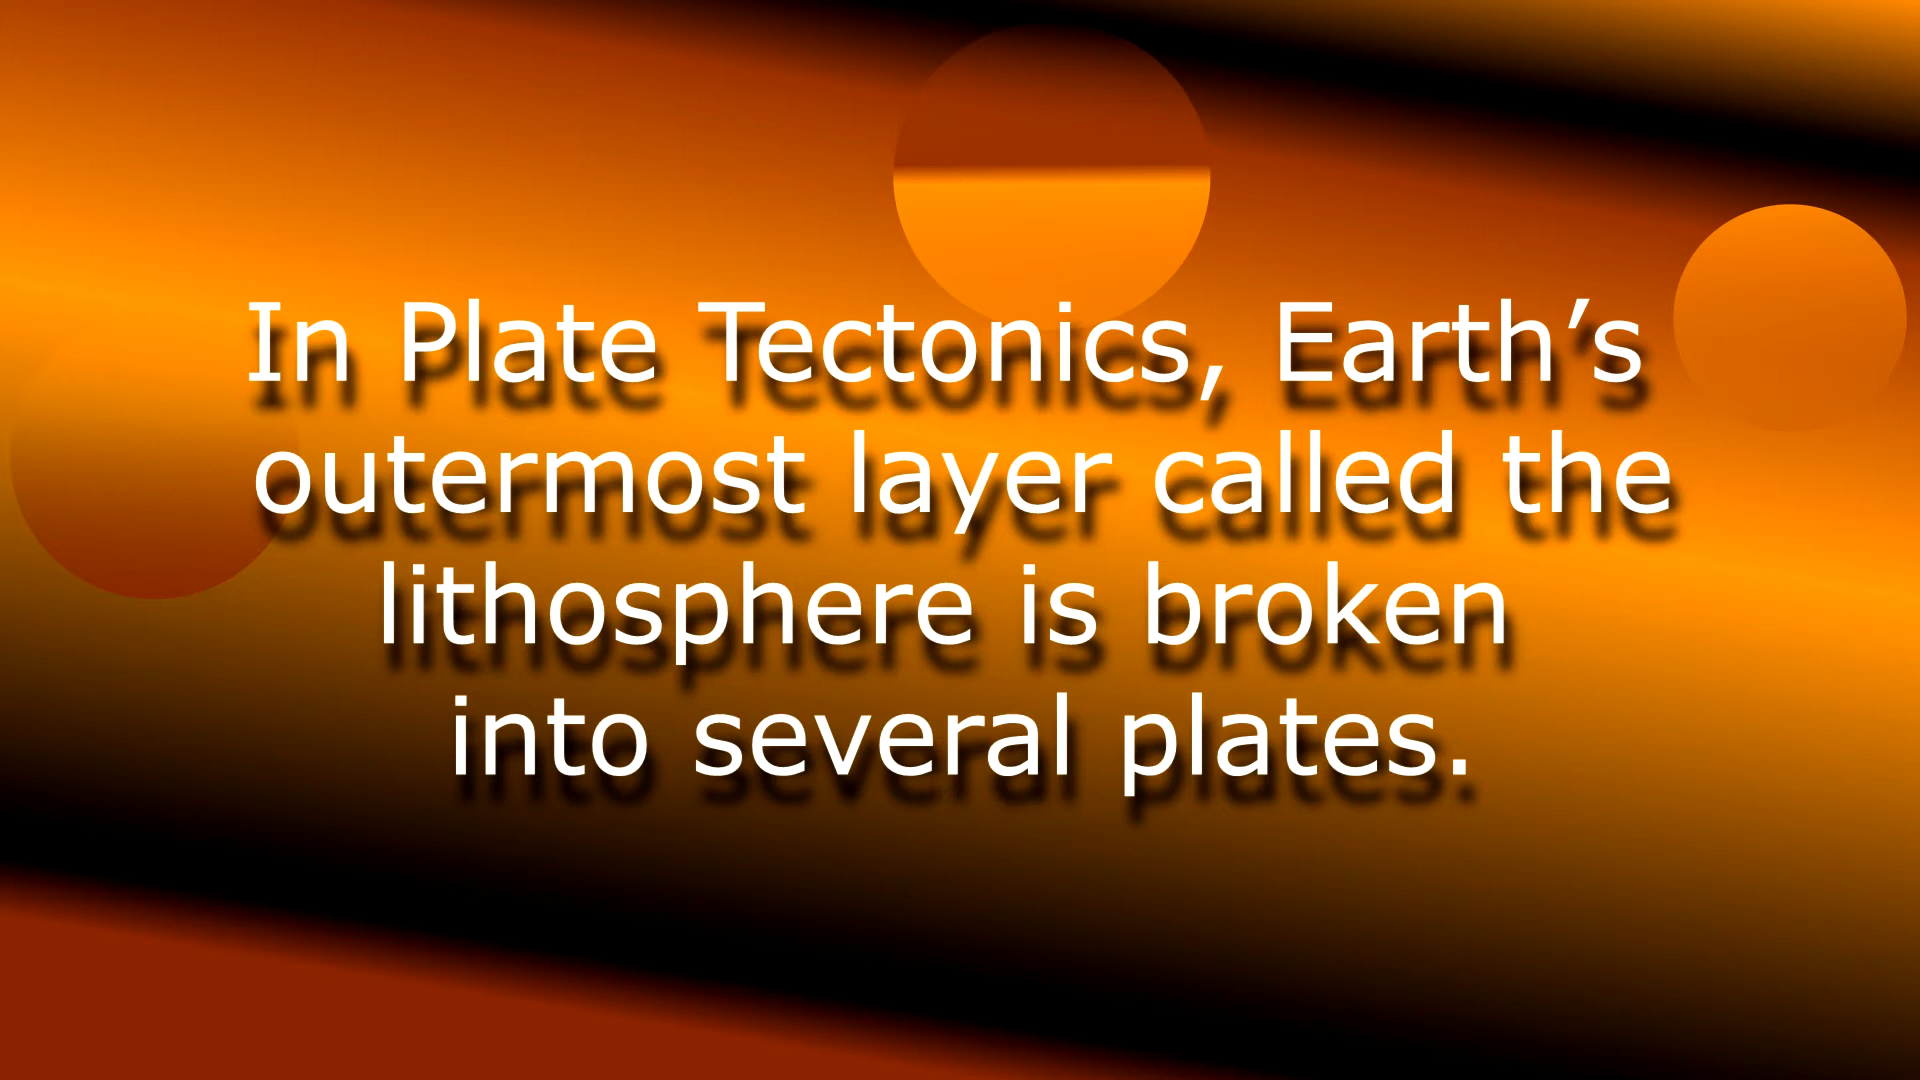 In Plate Tectonics, Earth’s
outermost layer called the
lithosphere is broken
into several plates.